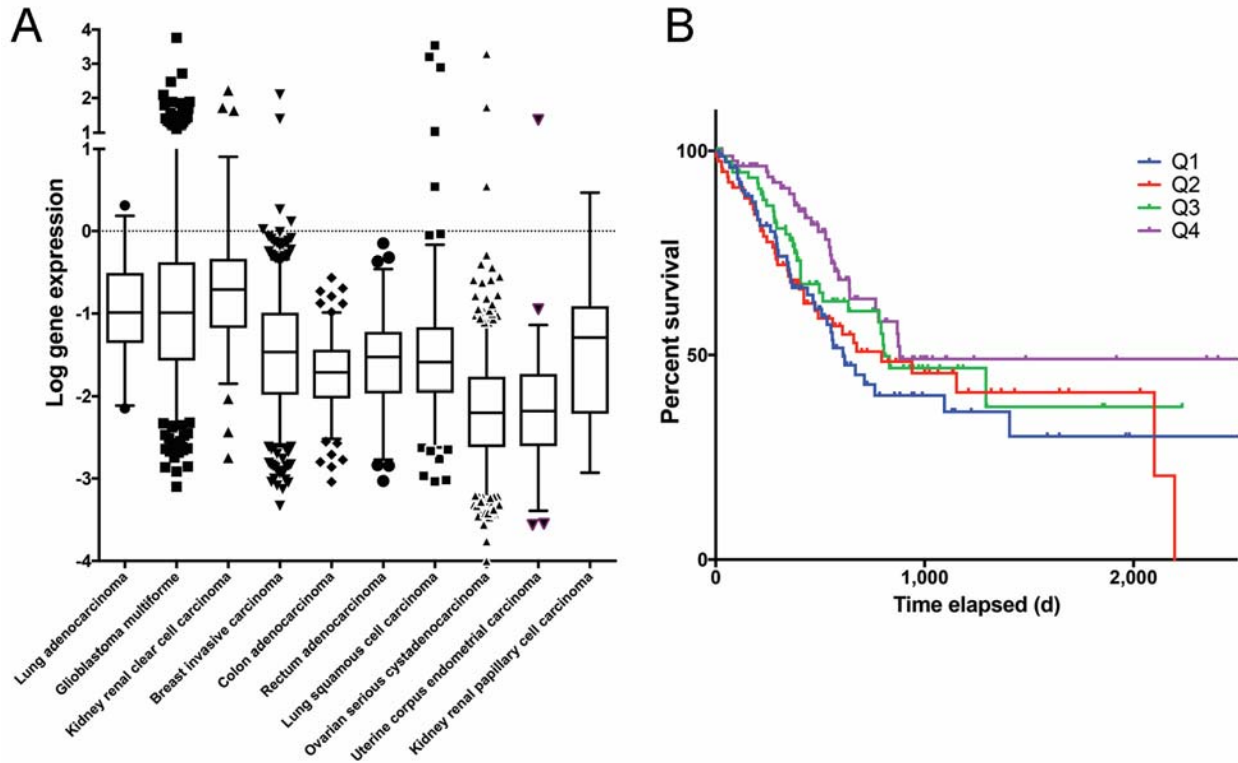 A
Log gene expression
4
3
2
1
1
0
-1
-2
-3
-4
Lung adenocarcinoma
Glioblastoma multiforme
Kidney renal clear cell carcinoma
Breast invasive carcinoma
Colon adenocarcinoma
Rectum adenocarcinoma
Lung squamous cell carcinoma
Ovarian serious cystadenocarcinoma
Uterine corpus endometrial carcinoma
Kidney renal papillary cell carcinoma
B
Percent survival
100
50
0
Q1
Q2
Q3
Q4
0
1,000
2,000
Time elapsed (d)